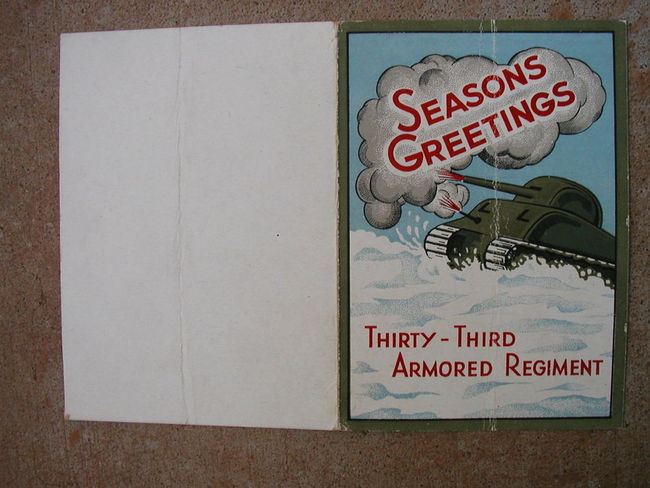 SEASONS
GREETINGS
THIRTY-THIRD
ARMORED REGIMENT